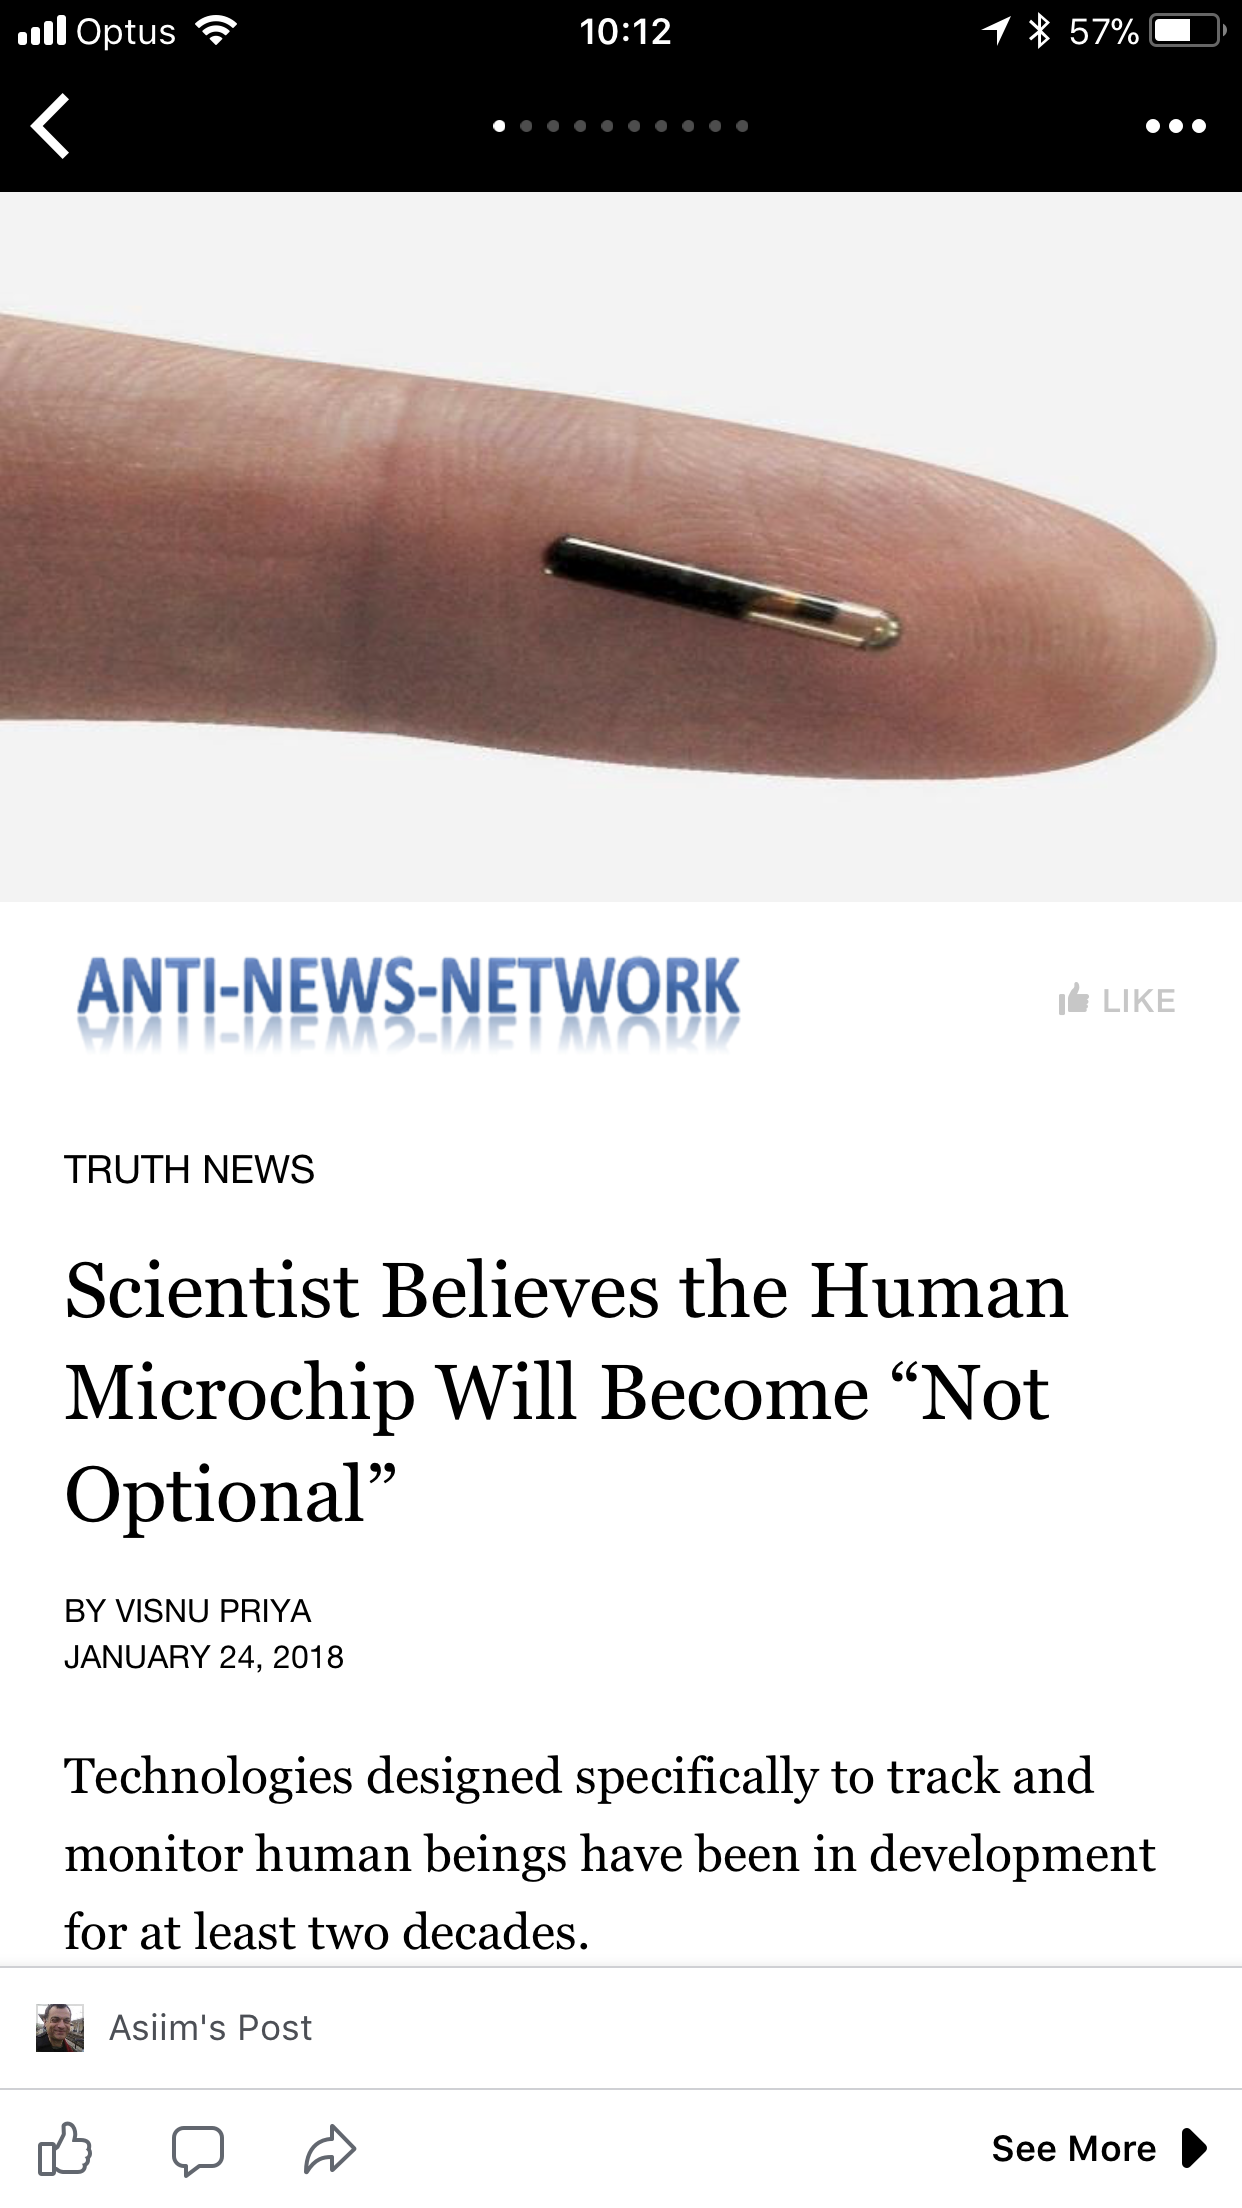 Optus
10:12
57%
ANTI-NEWS-NETWORK
LIKE
TRUTH NEWS
Scientist Believes the Human
Microchip Will Become “Not
Optional”
BY VISNU PRIYA
JANUARY 24, 2018
Technologies designed specifically to track and
monitor human beings have been in development
for at least two decades.
Asiim's Post
See More